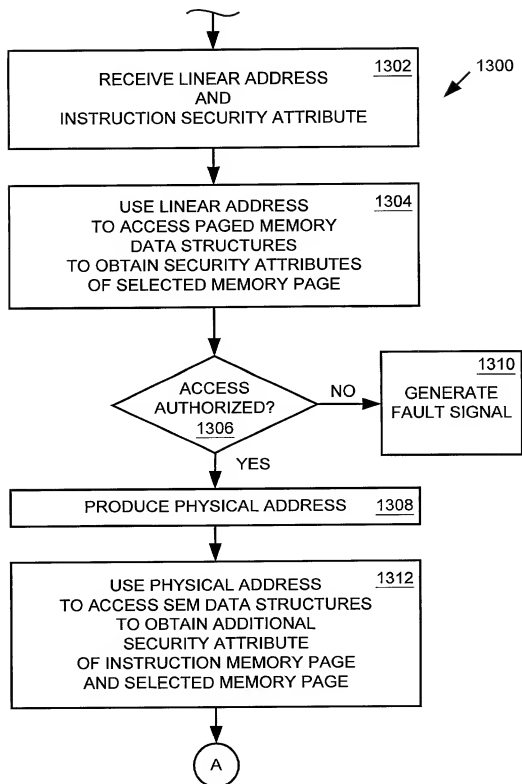 1302
RECEIVE LINEAR ADDRESS
AND
INSTRUCTION SECURITY ATTRIBUTE
1300
1304
USE LINEAR ADDRESS
TO ACCESS PAGED MEMORY
DATA STRUCTURES
TO OBTAIN SECURITY ATTRIBUTES
OF SELECTED MEMORY PAGE
ACCESS
AUTHORIZED?
1306
NO
1310
GENERATE
FAULT SIGNAL
YES
PRODUCE PHYSICAL ADDRESS 1308
1312
USE PHYSICAL ADDRESS
TO ACCESS SEM DATA STRUCTURES
TO OBTAIN ADDITIONAL
SECURITY ATTRIBUTE
OF INSTRUCTION MEMORY PAGE
AND SELECTED MEMORY PAGE
A